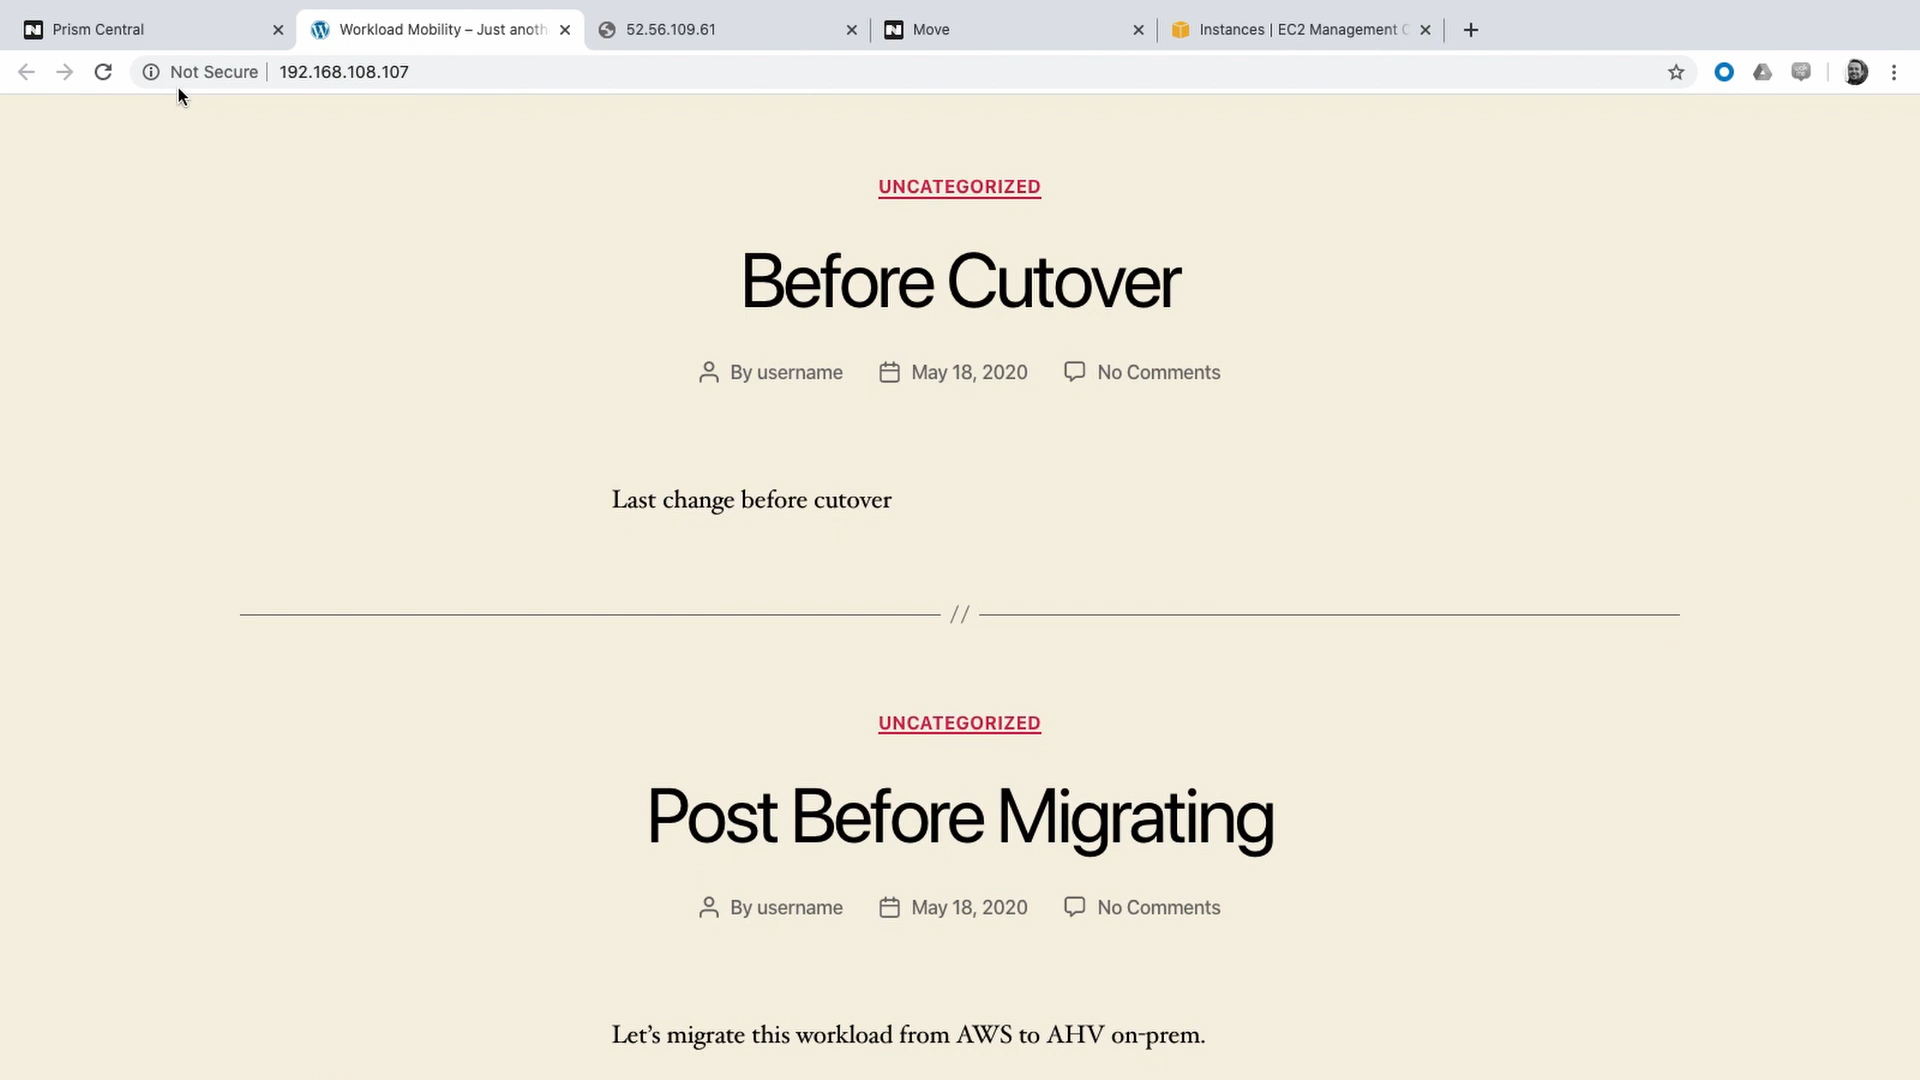 Prism Central
Workload Mobility – Just anoth
52.56.109.61
Move
Instances | EC2 Management C
Not Secure
192.168.108.107
UNCATEGORIZED
Before Cutover
By username
May 18, 2020
No Comments
Last change before cutover
//
UNCATEGORIZED
Post Before Migrating
By username
May 18, 2020
No Comments
Let’s migrate this workload from AWS to AHV on-prem.